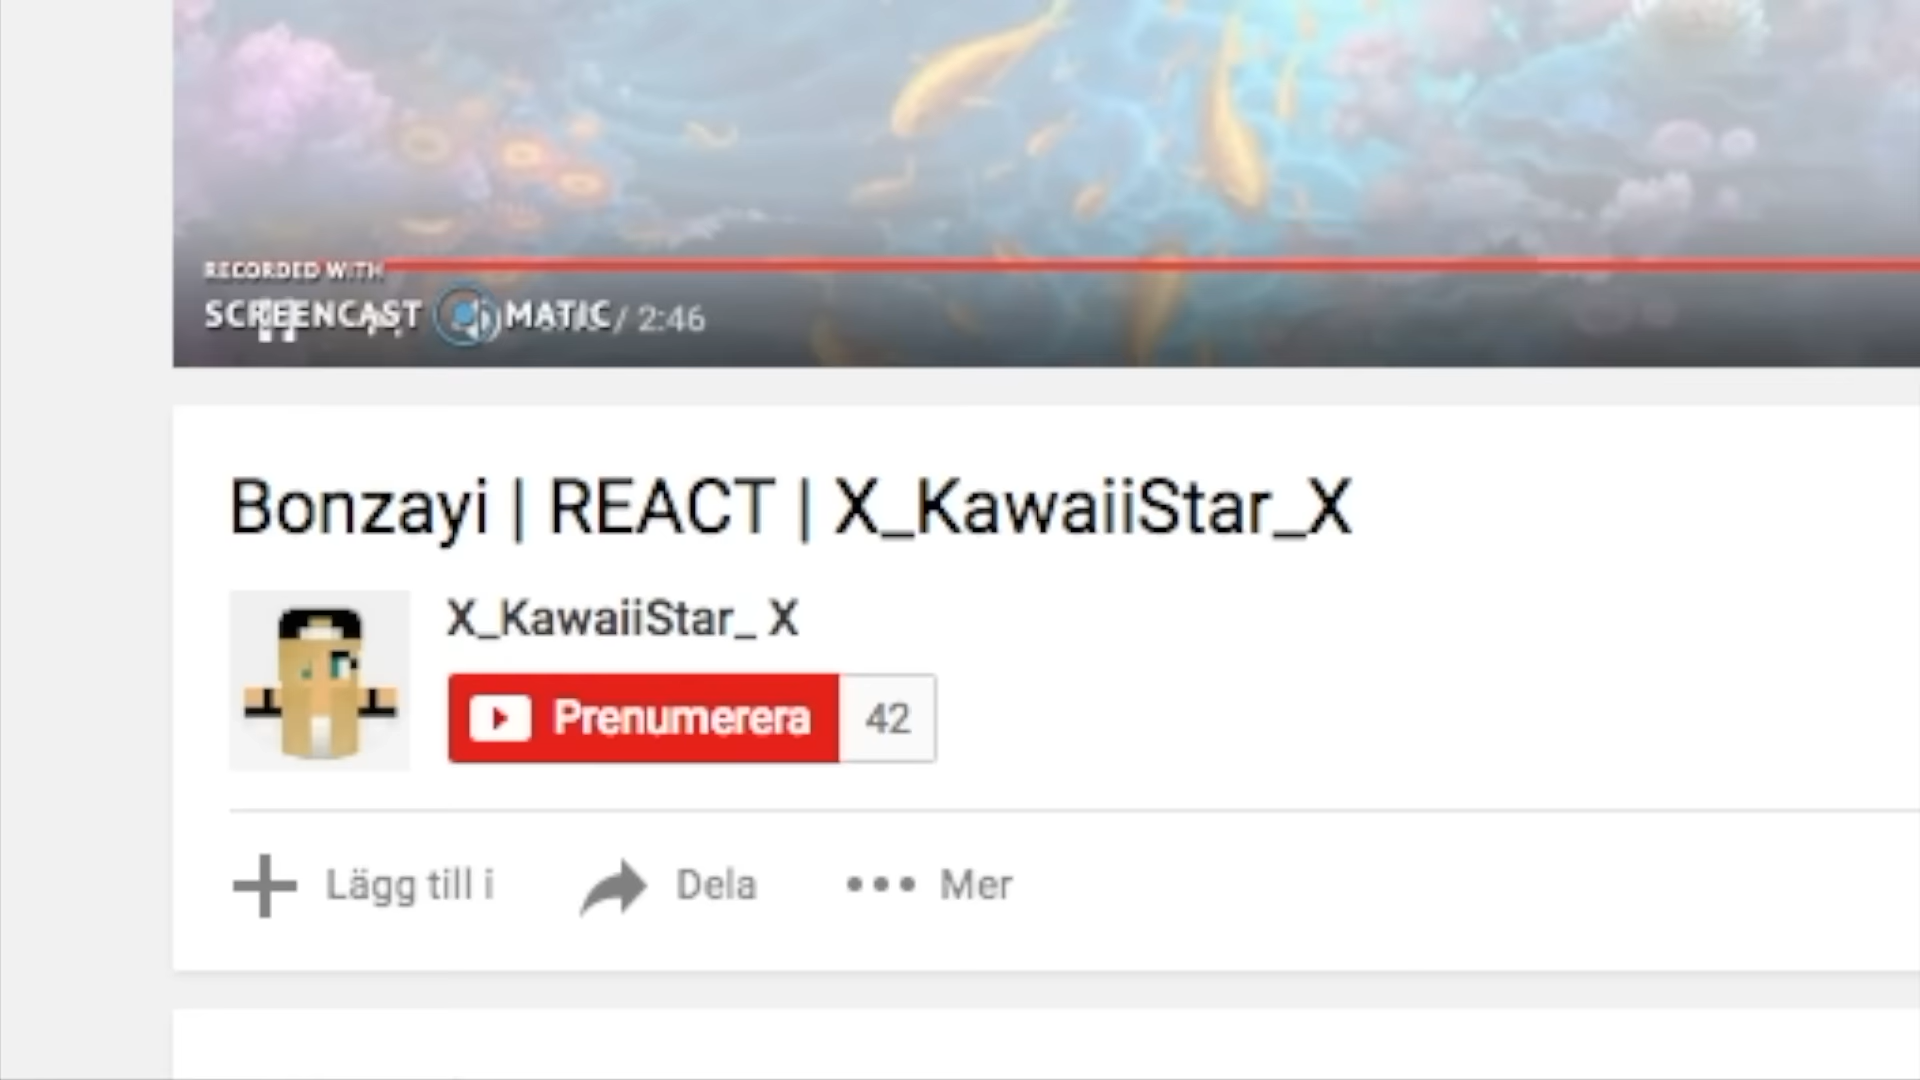 RECORDED WITH
SCREENCAST MATIC / 2:46
Bonzayi | REACT | X_KawaiiStar_X
X_KawaiiStar_ X
Prenumerera 42
Lägg till i Dela Mer